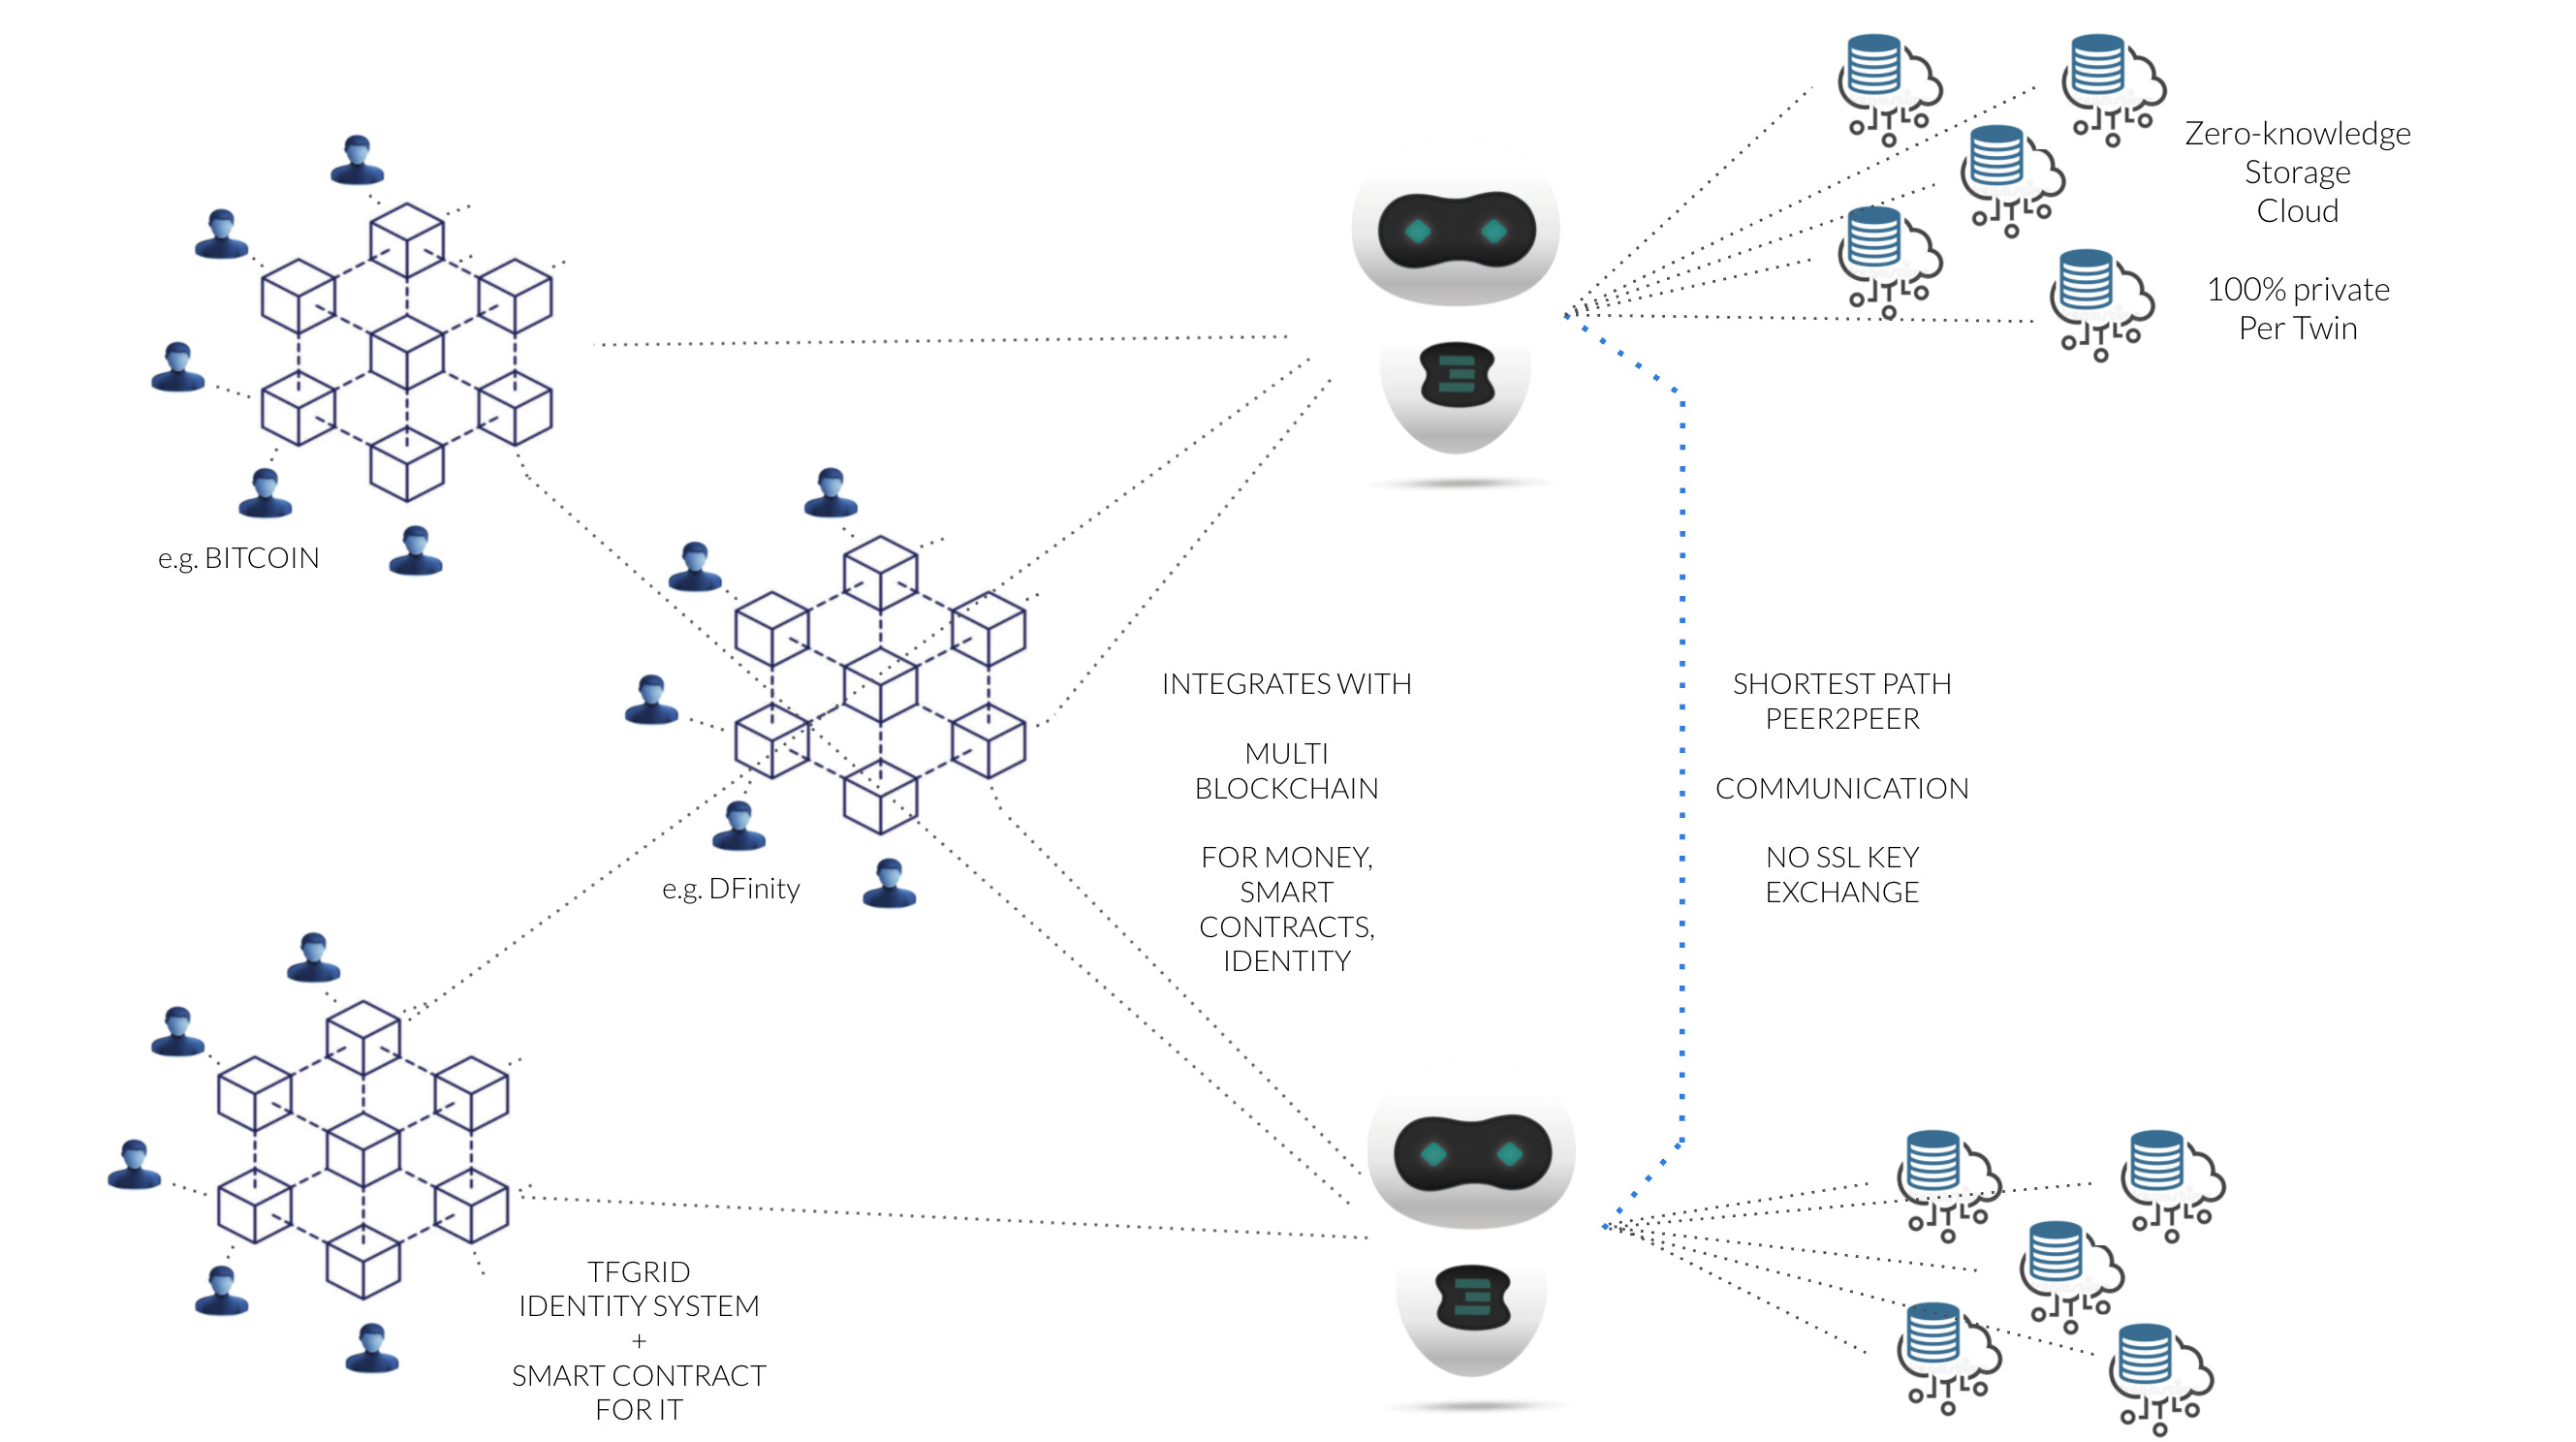 Zero-knowledge
Storage
Cloud
100% private
Per Twin
e.g. BITCOIN
INTEGRATES WITH
MULTI
BLOCKCHAIN
FOR MONEY,
SMART
CONTRACTS,
IDENTITY
SHORTEST PATH
PEER2PEER
COMMUNICATION
NO SSL KEY
EXCHANGE
e.g. DFinity
TFGRID
IDENTITY SYSTEM
+
SMART CONTRACT
FOR IT